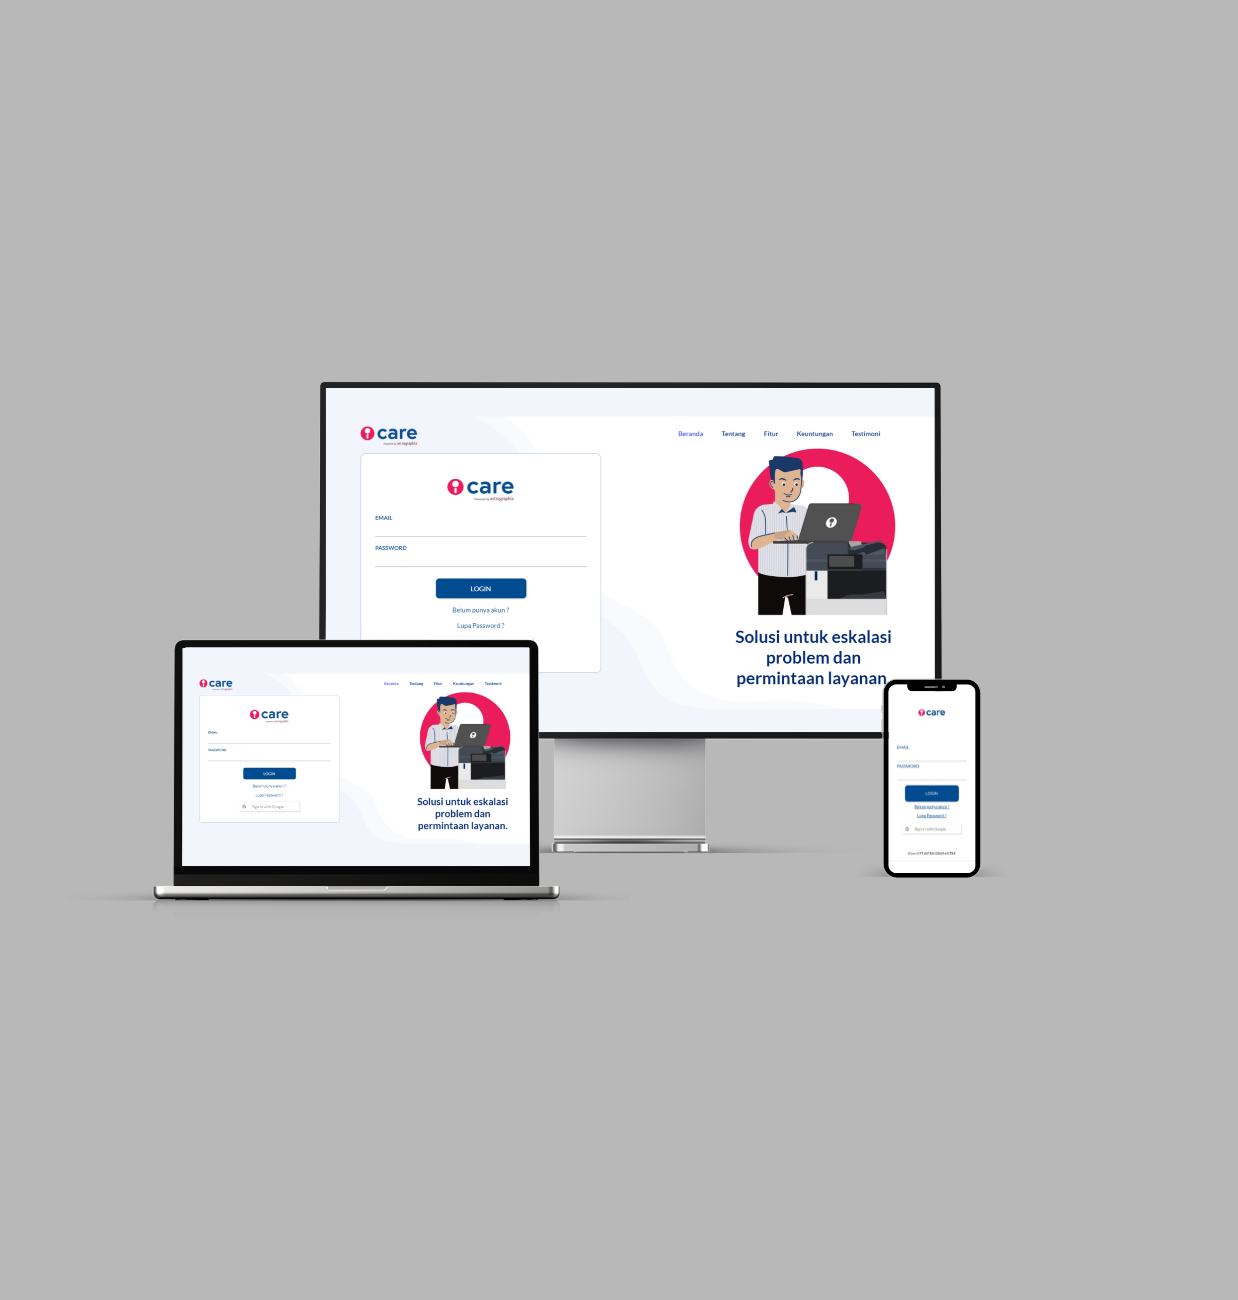 care
Powered by astragraphia
Beranda Tentang Fitur Keuntungan Testimoni
care
Powered by astragraphia
EMAIL
PASSWORD
LOGIN
Belum punya akun ?
Lupa Password ?
Solusi untuk eskalasi
problem dan
permintaan layanan.
care
Beranda Tentang Fitur Keuntungan Testimoni
care
EMAIL
PASSWORD
LOGIN
Belum punya akun ?
Lupa Password ?
Sign in with Google
Solusi untuk eskalasi
problem dan
permintaan layanan.
care
EMAIL
PASSWORD
LOGIN
Belum punya akun ?
Lupa Password ?
Sign in with Google